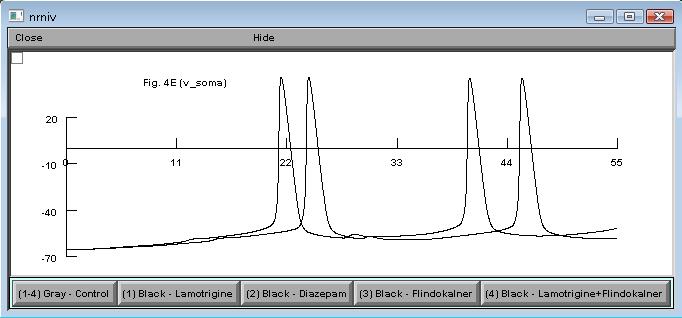 nrniv
Close Hide
Fig. 4E (v_soma)
20
0 11 22 33 44 55
-10
-40
-70
(1-4) Gray - Control (1) Black - Lamotrigine (2) Black - Diazepam (3) Black - Flindokalner (4) Black - Lamotrigine+Flindokalner